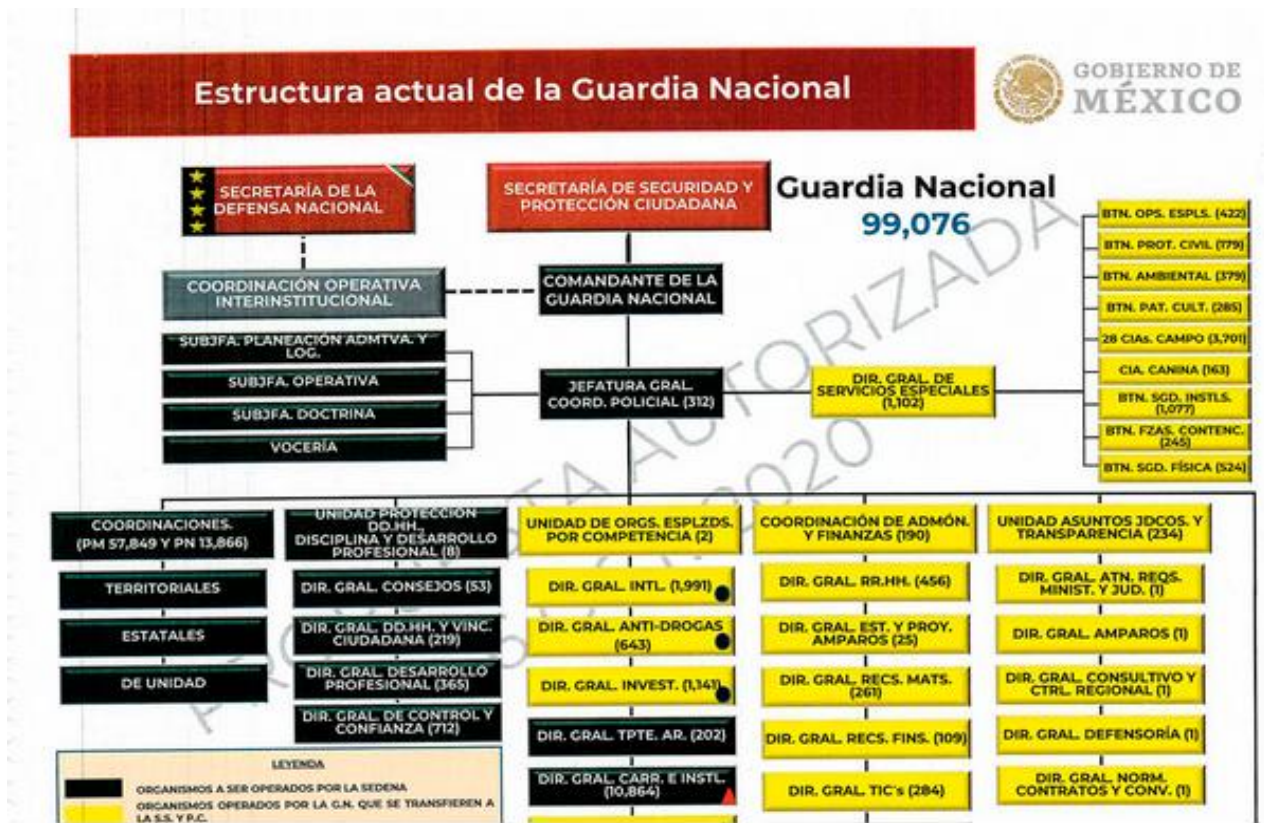 Estructura actual de la Guardia Nacional
GOBIERNO DE
MÉXICO
SECRETARÍA DE LA
DEFENSA NACIONAL
SECRETARÍA DE SEGURIDAD Y
PROTECCIÓN CIUDADANA
Guardia Nacional
99,076
COORDINACIÓN OPERATIVA
INTERINSTITUCIONAL
COMANDANTE DE LA
GUARDIA NACIONAL
SUBJFA. PLANEACIÓN ADMTVA. Y
LOG.
SUBJFA. OPERATIVA
SUBJFA. DOCTRINA
VOCERÍA
JEFATURA GRAL.
COORD. POLICIAL (312)
DIR. GRAL. DE
SERVICIOS ESPECIALES
(1,102)
BTN. OPS. ESPLS. (422)
BTN. PROT. CIVIL (179)
BTN. AMBIENTAL (379)
BTN. PAT. CULT. (285)
28 CIAs. CAMPO (3,701)
CIA. CANINA (163)
BTN. SGD. INSTLS.
(1,077)
BTN. FZAS. CONTENC.
(245)
BTN. SGD. FÍSICA (524)
COORDINACIONES.
(PM 57,849 Y PN 13,866)
TERRITORIALES
ESTATALES
DE UNIDAD
UNIDAD PROTECCIÓN
DD.HH.,
DISCIPLINA Y DESARROLLO
PROFESIONAL (8)
DIR. GRAL. CONSEJOS (53)
DIR. GRAL. DD.HH. Y VINC.
CIUDADANA (219)
DIR. GRAL. DESARROLLO
PROFESIONAL (365)
DIR. GRAL. DE CONTROL Y
CONFIANZA (712)
UNIDAD DE ORGS. ESPLZDS.
POR COMPETENCIA (2)
DIR. GRAL. INTL. (1,991)
DIR. GRAL. ANTI-DROGAS
(643)
DIR. GRAL. INVEST. (1,141)
DIR. GRAL. TPTE. AR. (202)
DIR. GRAL. CARR. E INSTL.
(10,864)
COORDINACIÓN DE ADMÓN.
Y FINANZAS (190)
DIR. GRAL. RR.HH. (456)
DIR. GRAL. EST. Y PROY.
AMPAROS (25)
DIR. GRAL. RECS. MATS.
(261)
DIR. GRAL. RECS. FINS. (109)
DIR. GRAL. TIC's (284)
UNIDAD ASUNTOS JDCOS. Y
TRANSPARENCIA (234)
DIR. GRAL. ATN. REQS.
MINIST. Y JUD. (1)
DIR. GRAL. AMPAROS (1)
DIR. GRAL. CONSULTIVO Y
CTRL. REGIONAL (1)
DIR. GRAL. DEFENSORÍA (1)
DIR. GRAL. NORM.
CONTRATOS Y CONV. (1)
LEYENDA
ORGANISMOS A SER OPERADOS POR LA SEDENA
ORGANISMOS OPERADOS POR LA G.N. QUE SE TRANSFIEREN A
LA S.S. Y P.C.
AUTORIZADA
2020